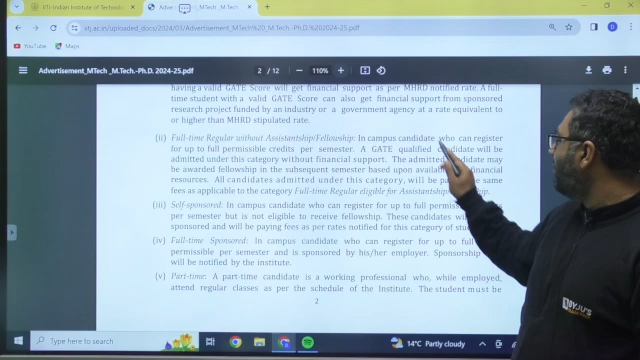 IITI-Indian Institute of Technolo
Adve
_M.Tech-Ph.D. 2024-25
iitj.ac.in/uploaded_docs/2024/03/Advertisement_MTech%20_M.Tech.-Ph.D.%202024-25.pdf
YouTube
Maps
Advertisement_MTech _M.Tech.-Ph.D. 2024-25.pdf
2 / 12
110%
having a valid GATE Score will get financial support as per MHRD notified rate. A full-
time student with a valid GATE Score can also get financial support from sponsored
research project funded by an industry or a government agency at a rate equivalent to
or higher than MHRD stipulated rate.
(ii) Full-time Regular without Assistantship/Fellowship: In campus candidate who can register
for up to full permissible credits per semester. A GATE qualified candidate will be
admitted under this category without financial support. The admitted candidate may
be awarded fellowship in the subsequent semester based upon available financial
resources. All candidates admitted under this category, will be paying the same
fees as applicable to the category Full-time Regular eligible for Assistantship
(iii) Self-sponsored: In campus candidate who can register for up to full permissible
per semester but is not eligible to receive fellowship. These candidates will
sponsored and will be paying fees as per rates notified for this category of
(iv) Full-time Sponsored: In campus candidate who can register for up to full
permissible per semester and is sponsored by his/her employer. Sponsorship
will be notified by the institute.
(v) Part-time: A part-time candidate is a working professional who, while employed,
attend regular classes as per the schedule of the Institute. The student must be
2
BYJU'S
Type here to search
14°C Partly cloudy